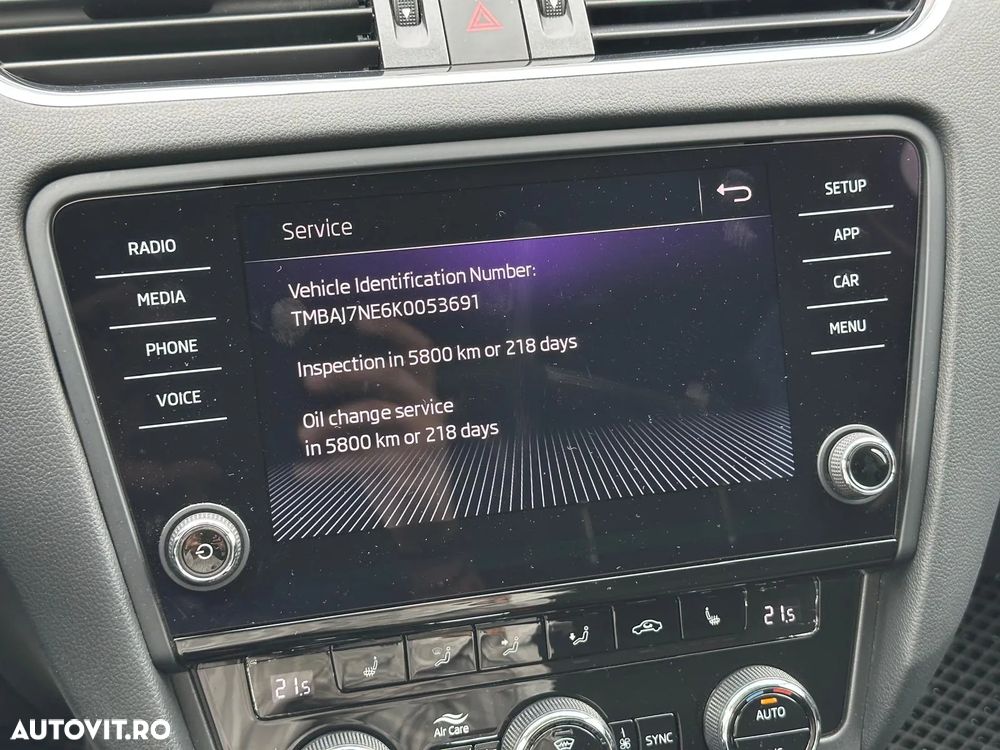 Service
RADIO
MEDIA
PHONE
VOICE
Vehicle Identification Number:
TMBAJ7NE6K0053691
Inspection in 5800 km or 218 days
Oil change service
in 5800 km or 218 days
SETUP
APP
CAR
MENU
21.5
21.5
Air Care
SYNC
AUTO
AUTOVIT.RO
AUTOVIT.RO